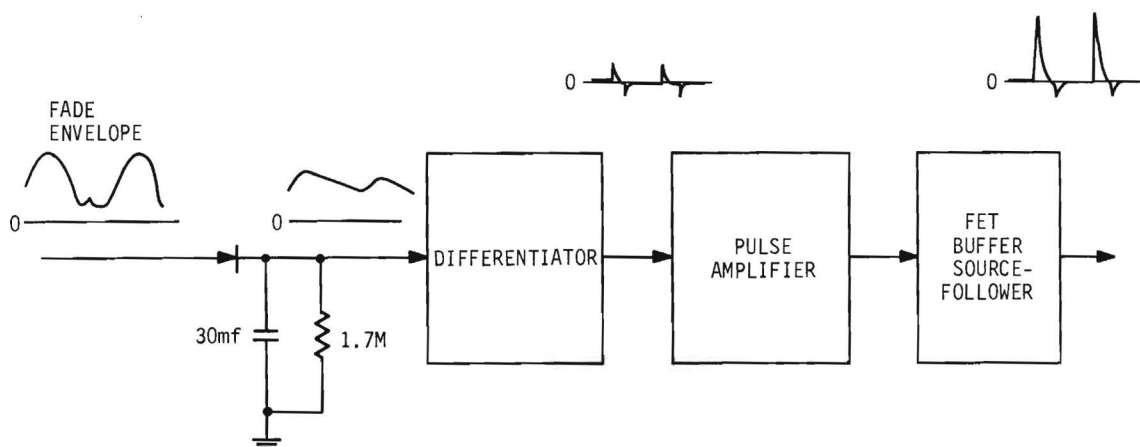 0
0
FADE
ENVELOPE
0
0
DIFFERENTIATOR
PULSE
AMPLIFIER
FET
BUFFER
SOURCE-
FOLLOWER
30mf
1.7M